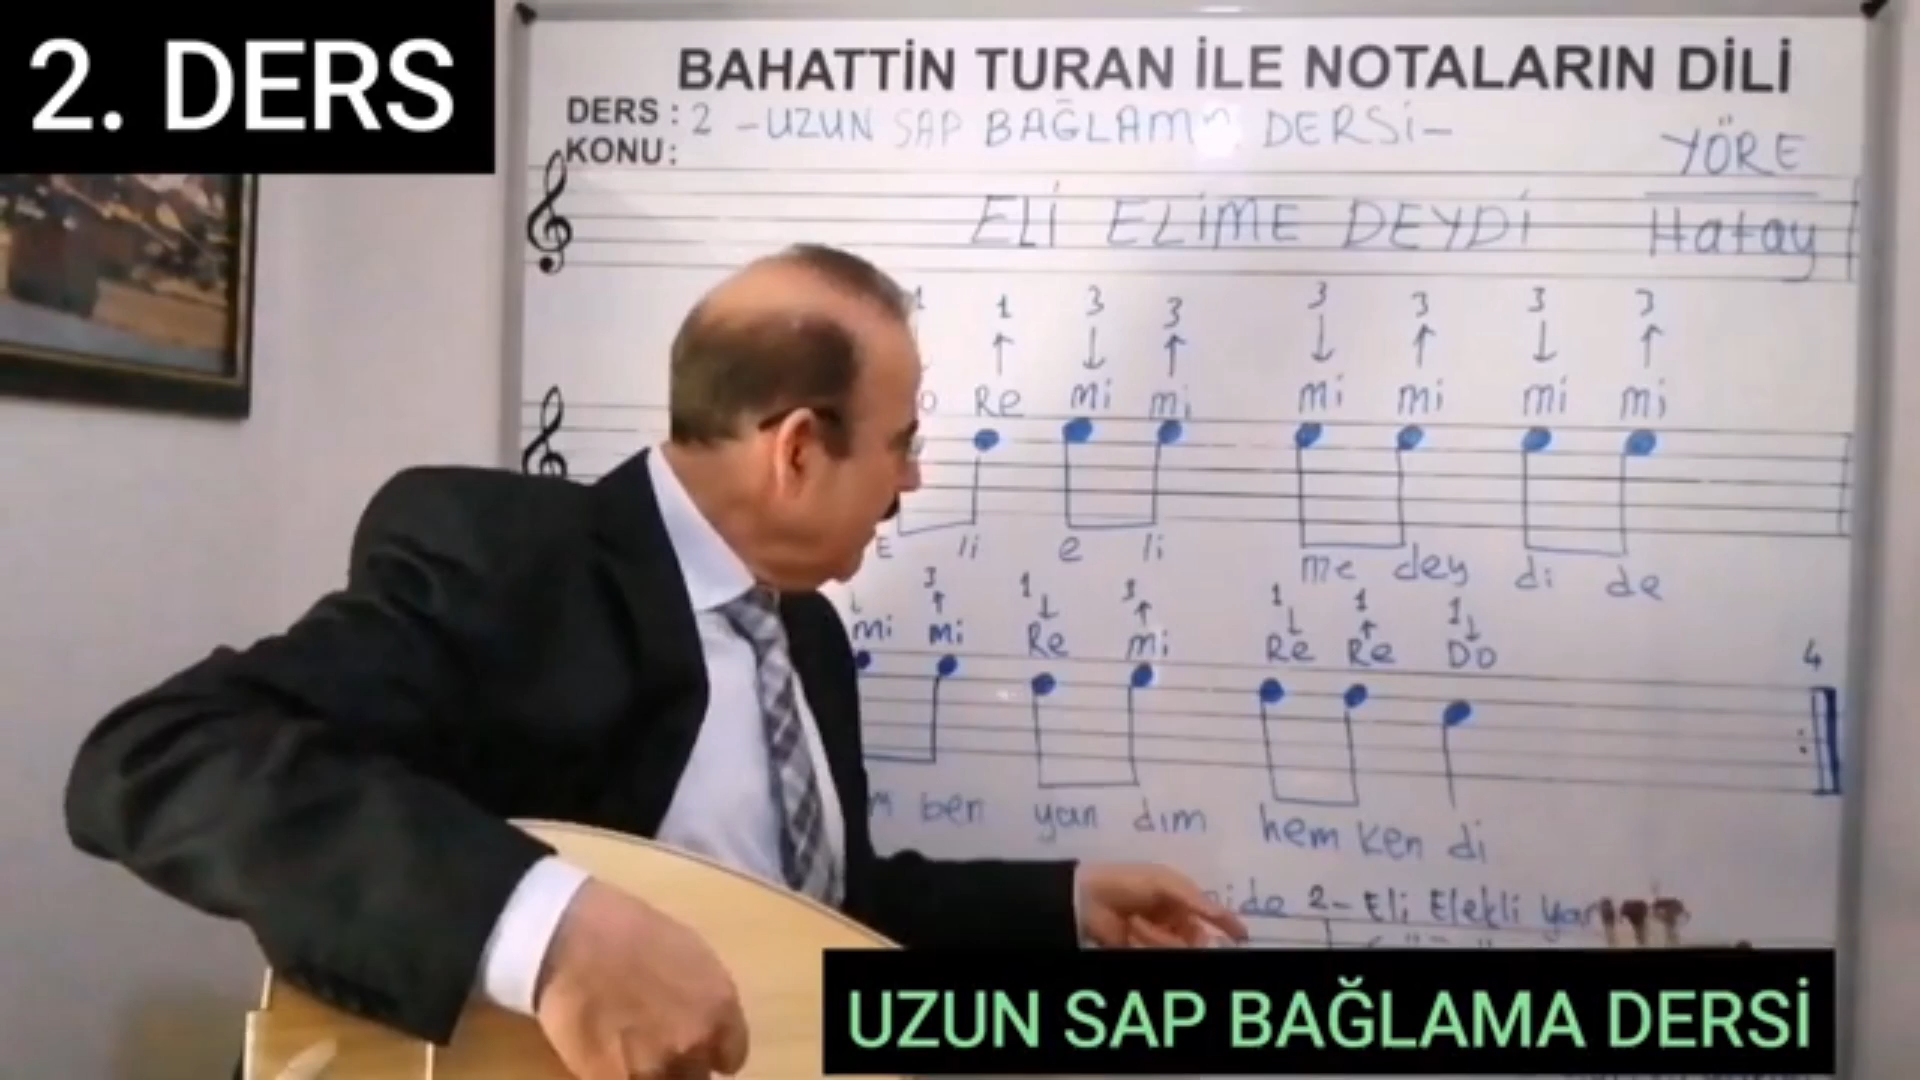 2. DERS
BAHATTİN TURAN İLE NOTALARIN DİLİ
DERS : 2 -UZUN SAP BAĞLAMA DERSİ-
KONU:
YÖRE
ELİ ELİME DEYDİ Hatay
1 1 3 3 3 3 3 3
Re mi mi mi mi mi mi
E li e li me dey di de
3 1 3 1 1 1
mi mi Re mi Re Re Do 4
ben yan dım hem ken di
2- Eli Elekli yar
UZUN SAP BAĞLAMA DERSİ